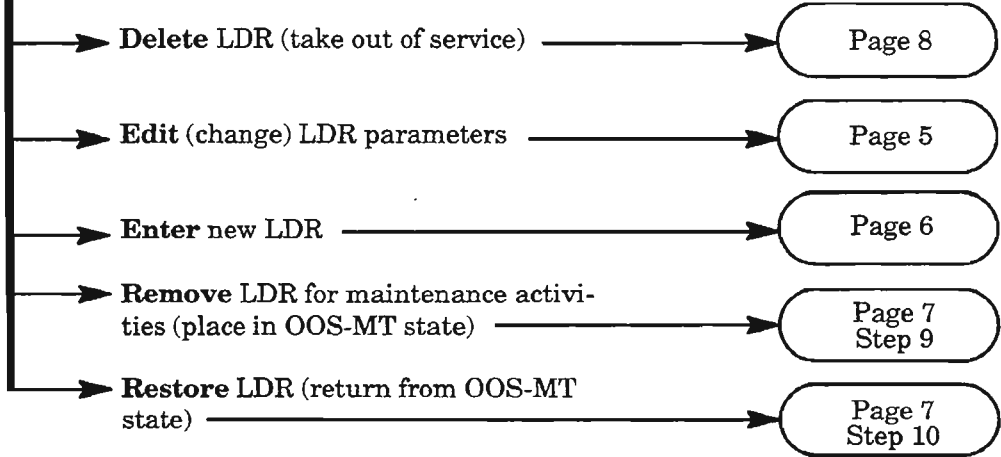 Delete LDR (take out of service)
Page 8
Edit (change) LDR parameters
Page 5
Enter new LDR
Page 6
Remove LDR for maintenance activi-
ties (place in OOS-MT state)
Page 7
Step 9
Restore LDR (return from OOS-MT
state)
Page 7
Step 10